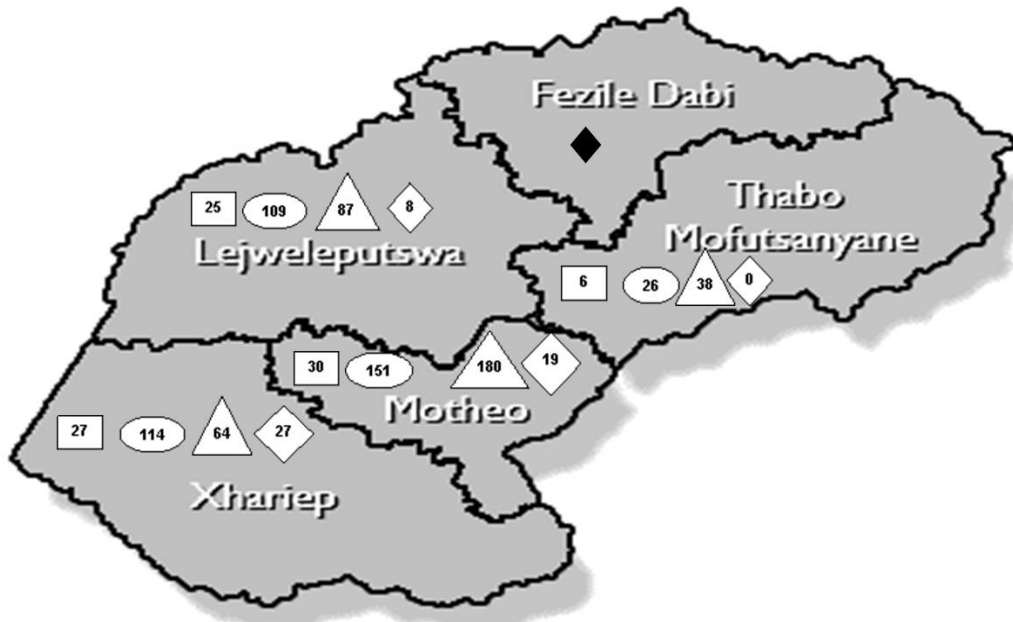 Fezile Dabi
Thabo
Mofutsanyane
25 109 87 8
Lejweleputswa
6 26 38 0
30 151 180 19
Motheo
27 114 64 27
Xhariep